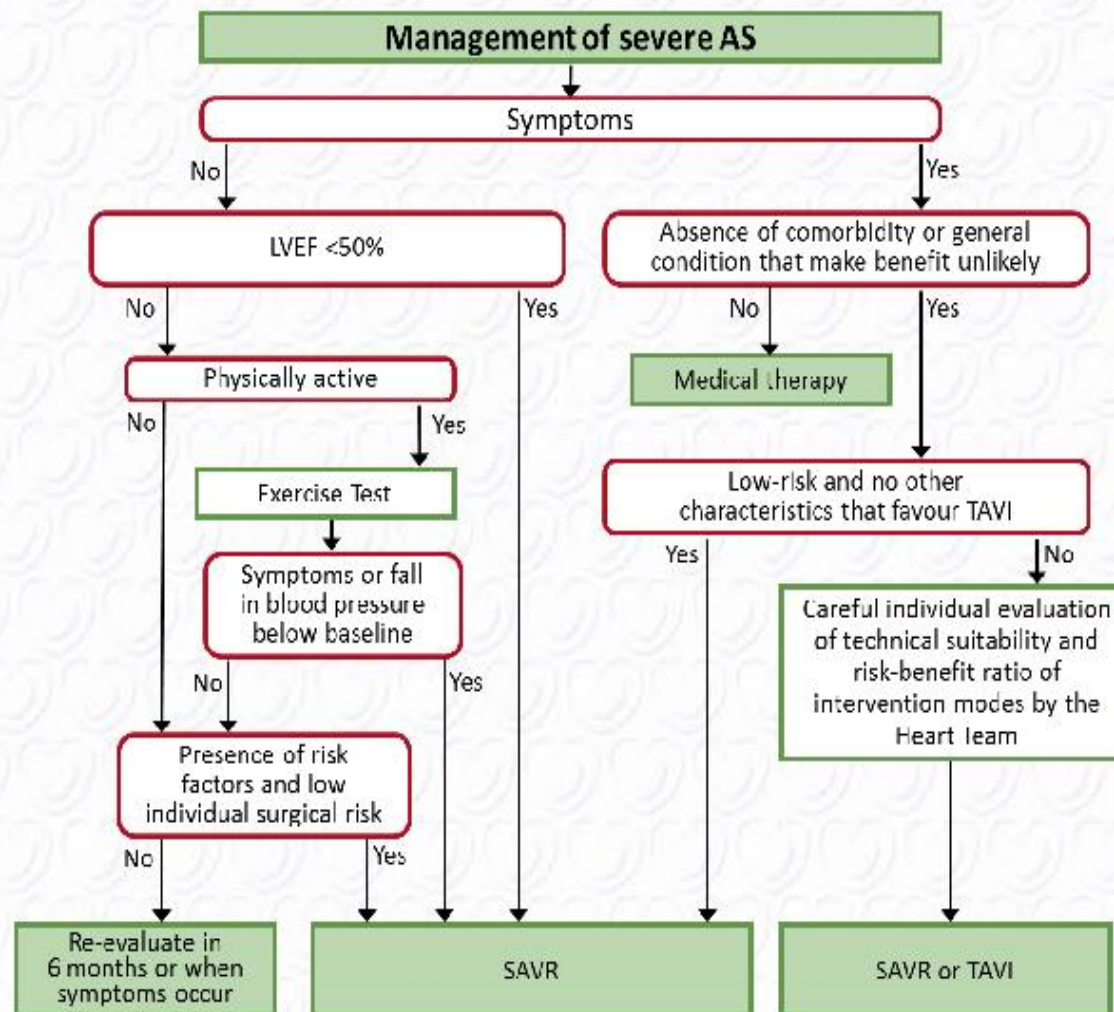 Management of severe AS
Symptoms
No
Yes
LVEF <50%
Absence of comorbidity or general
condition that make benefit unlikely
No
Yes
No
Yes
Physically active
Medical therapy
No
Yes
Exercise Test
Low-risk and no other
characteristics that favour TAVI
Yes
No
Symptoms or fall
in blood pressure
below baseline
Careful individual evaluation
of technical suitability and
risk-benefit ratio of
intervention modes by the
Heart Team
No
Yes
Presence of risk
factors and low
individual surgical risk
No
Yes
Re-evaluate in
6 months or when
symptoms occur
SAVR
SAVR or TAVI